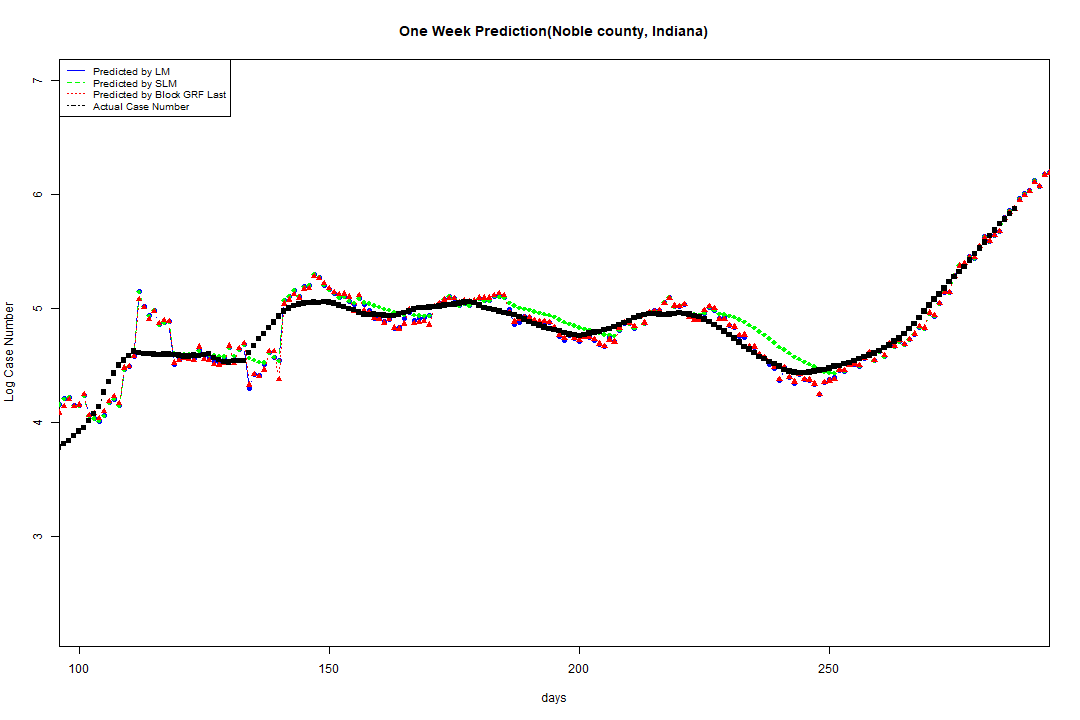 One Week Prediction(Noble county, Indiana)
Predicted by LM
Predicted by SLM
Predicted by Block GRF Last
Actual Case Number
7
6
5
4
3
Log Case Number
100
150
200
250
days